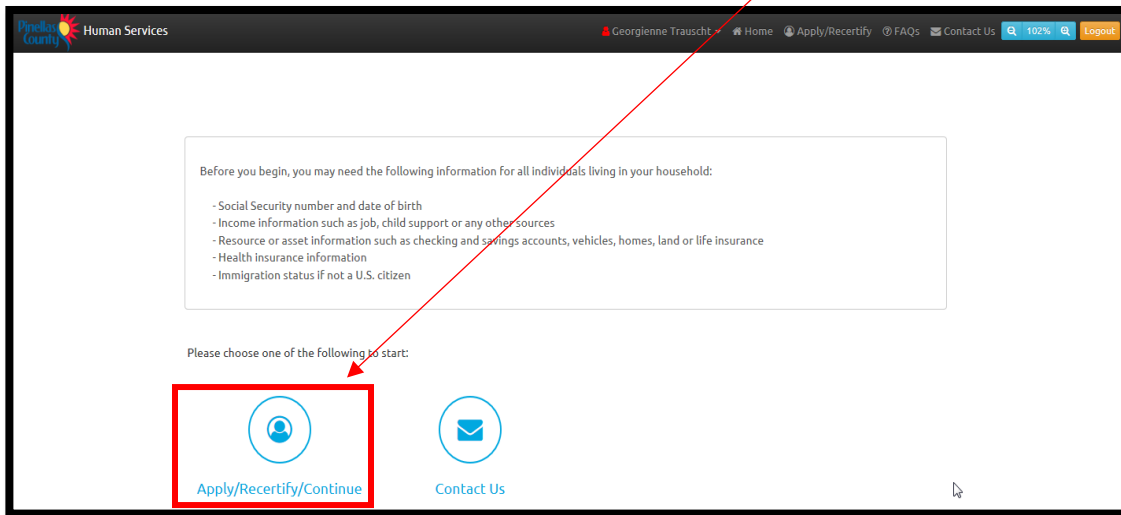 Pinellas County Human Services Georgienne Trauscht Home Apply/Recertify FAQs Contact Us 102% Logout
Before you begin, you may need the following information for all individuals living in your household:
- Social Security number and date of birth
- Income information such as job, child support or any other sources
- Resource or asset information such as checking and savings accounts, vehicles, homes, land or life insurance
- Health insurance information
- Immigration status if not a U.S. citizen
Please choose one of the following to start:
Apply/Recertify/Continue Contact Us